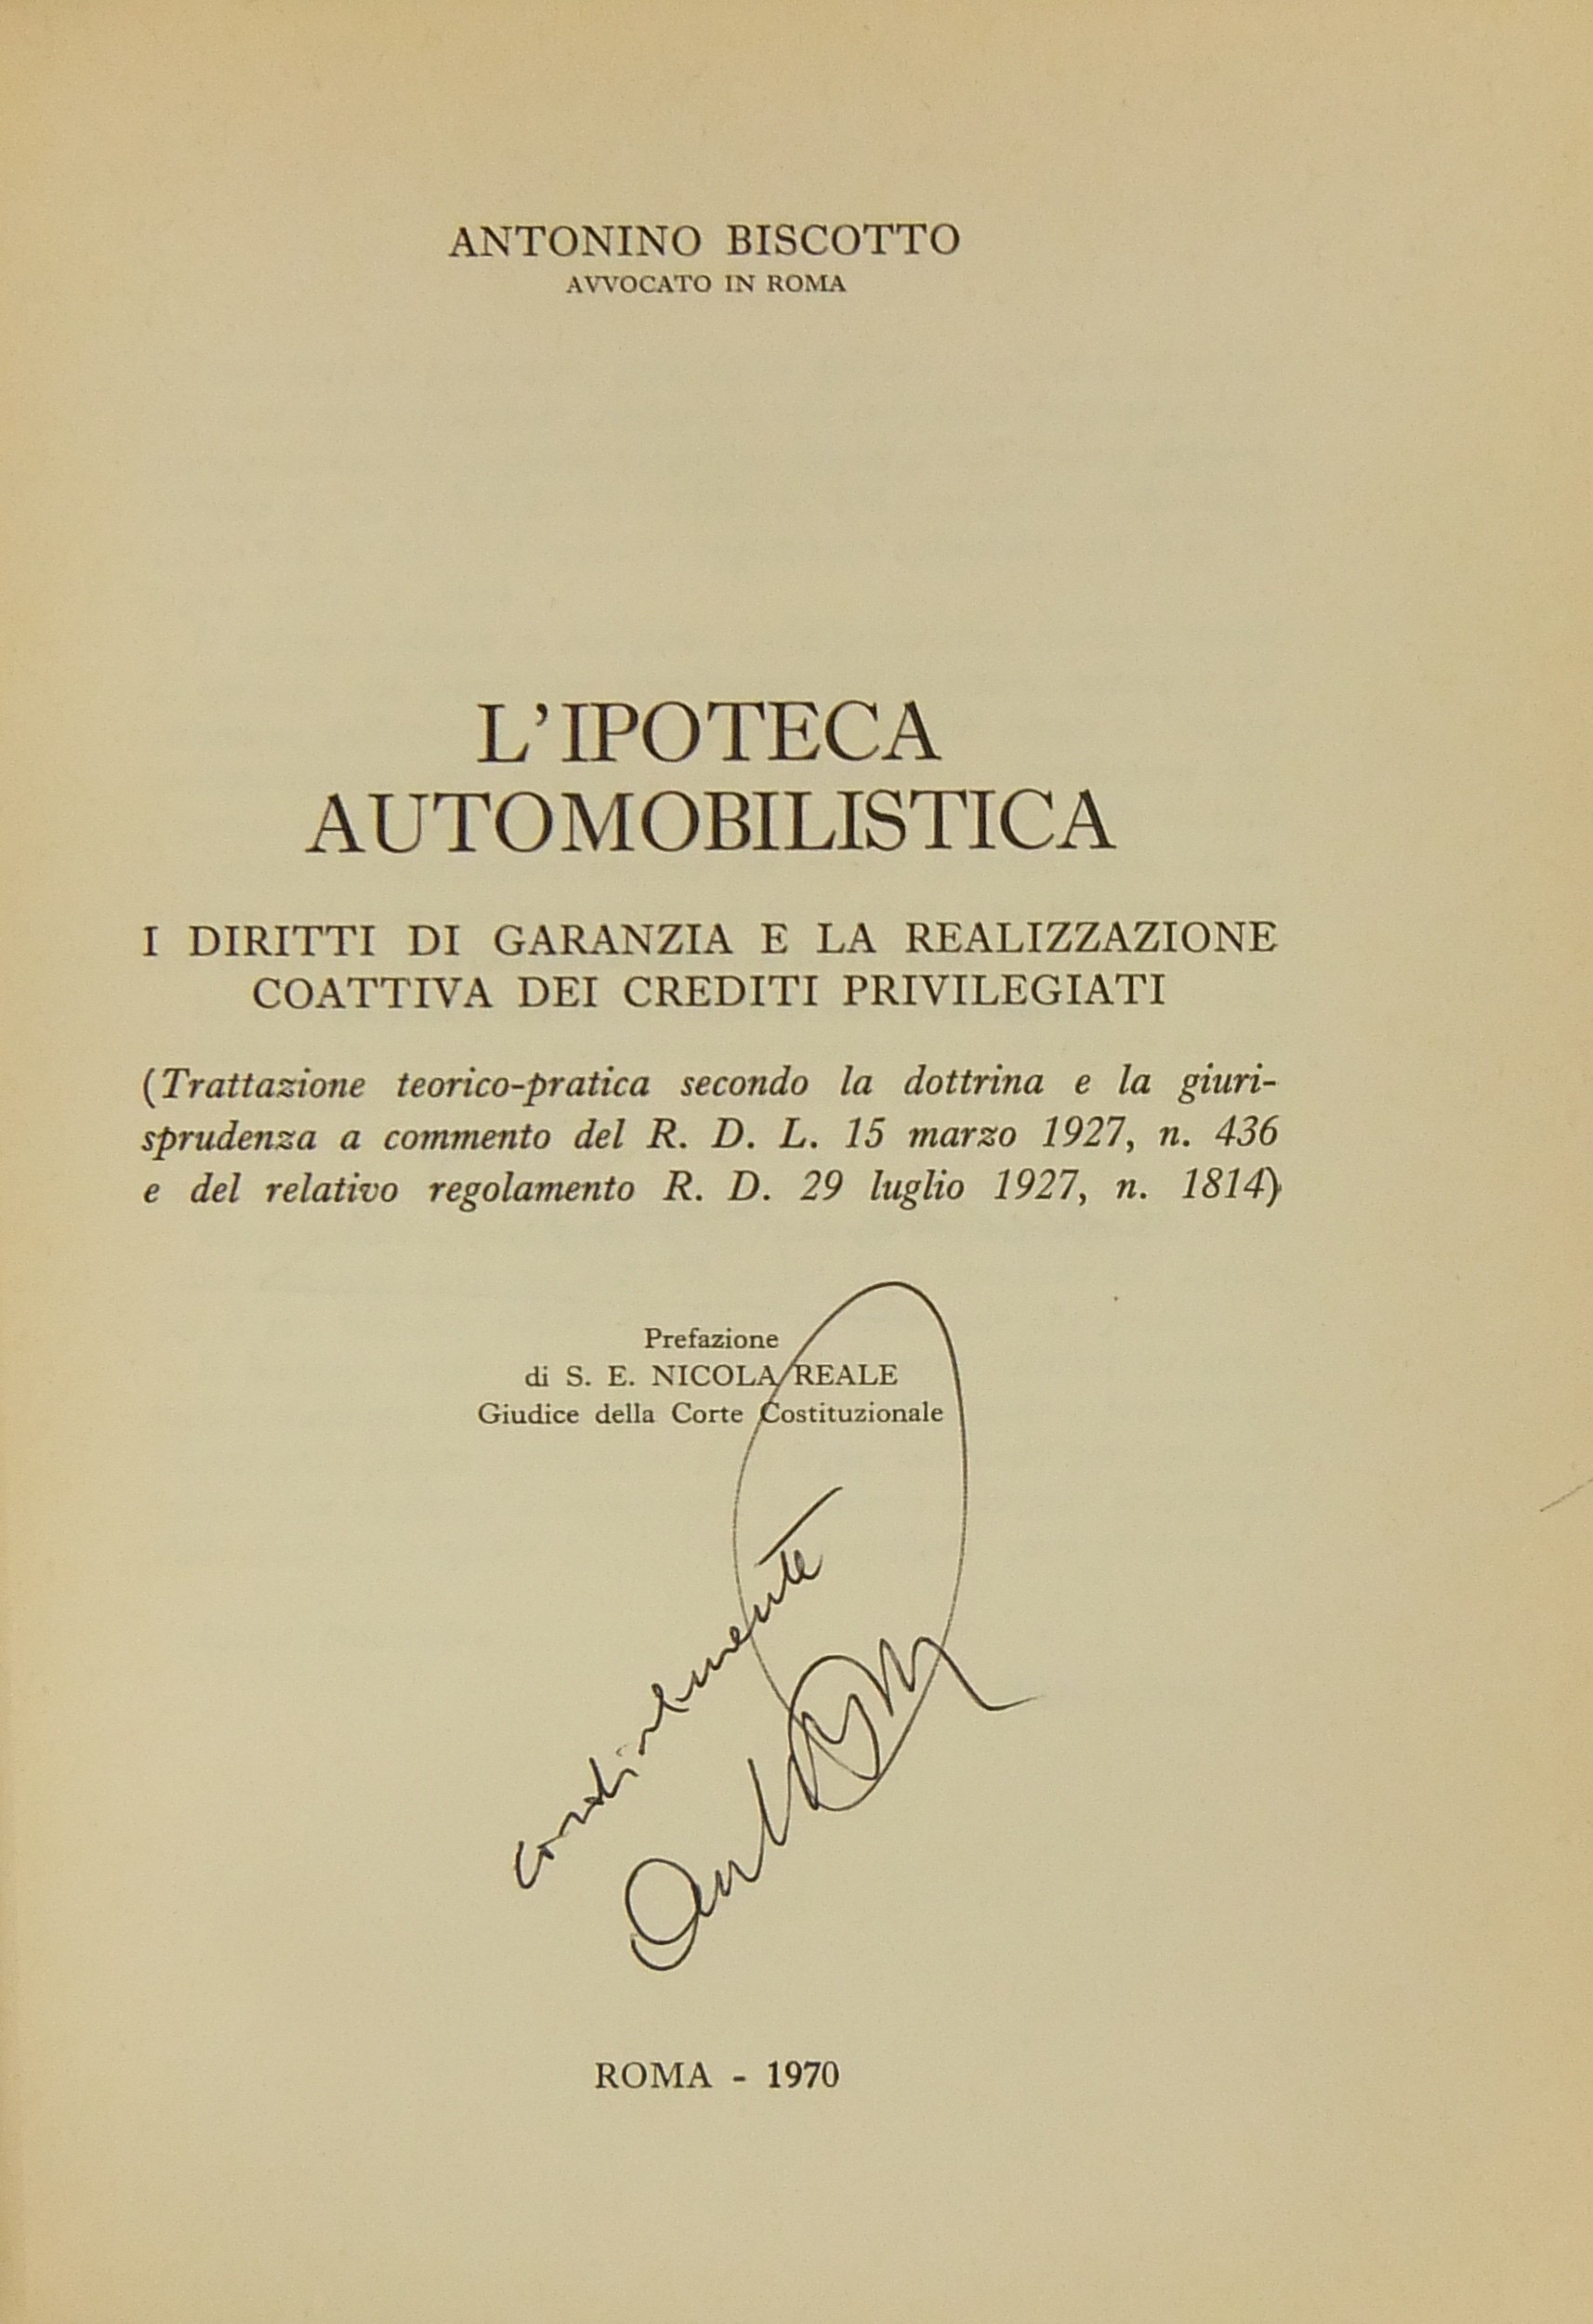 ANTONINO BISCOTTO
AVVOCATO IN ROMA
L'IPOTECA
AUTOMOBILISTICA
I DIRITTI DI GARANZIA E LA REALIZZAZIONE
COATTIVA DEI CREDITI PRIVILEGIATI
(Trattazione teorico-pratica secondo la dottrina e la giuri-
sprudenza a commento del R. D. L. 15 marzo 1927, n. 436
e del relativo regolamento R. D. 29 luglio 1927, n. 1814)
Prefazione
di S. E. NICOLA REALE
Giudice della Corte Costituzionale
cordialmente
ROMA - 1970